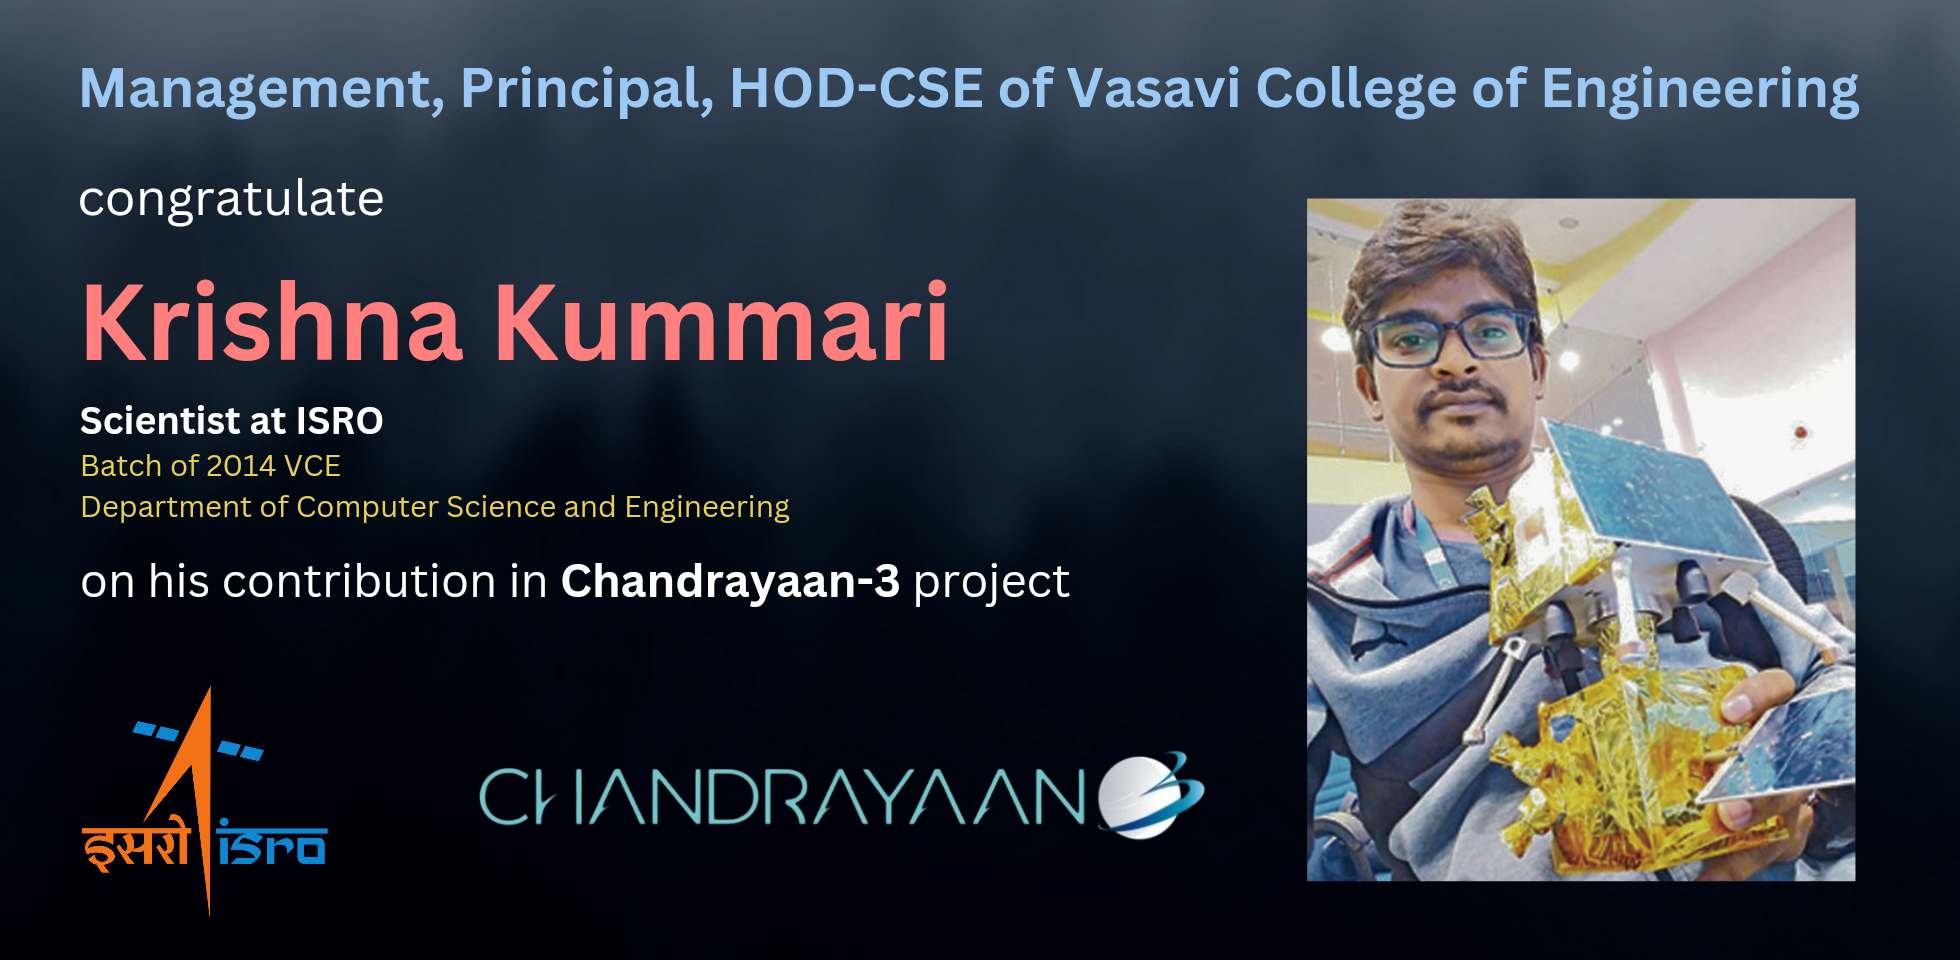 Management, Principal, HOD-CSE of Vasavi College of Engineering
congratulate
Krishna Kummari
Scientist at ISRO
Batch of 2014 VCE
Department of Computer Science and Engineering
on his contribution in Chandrayaan-3 project
इसरो isro
CHANDRAYAAN 3